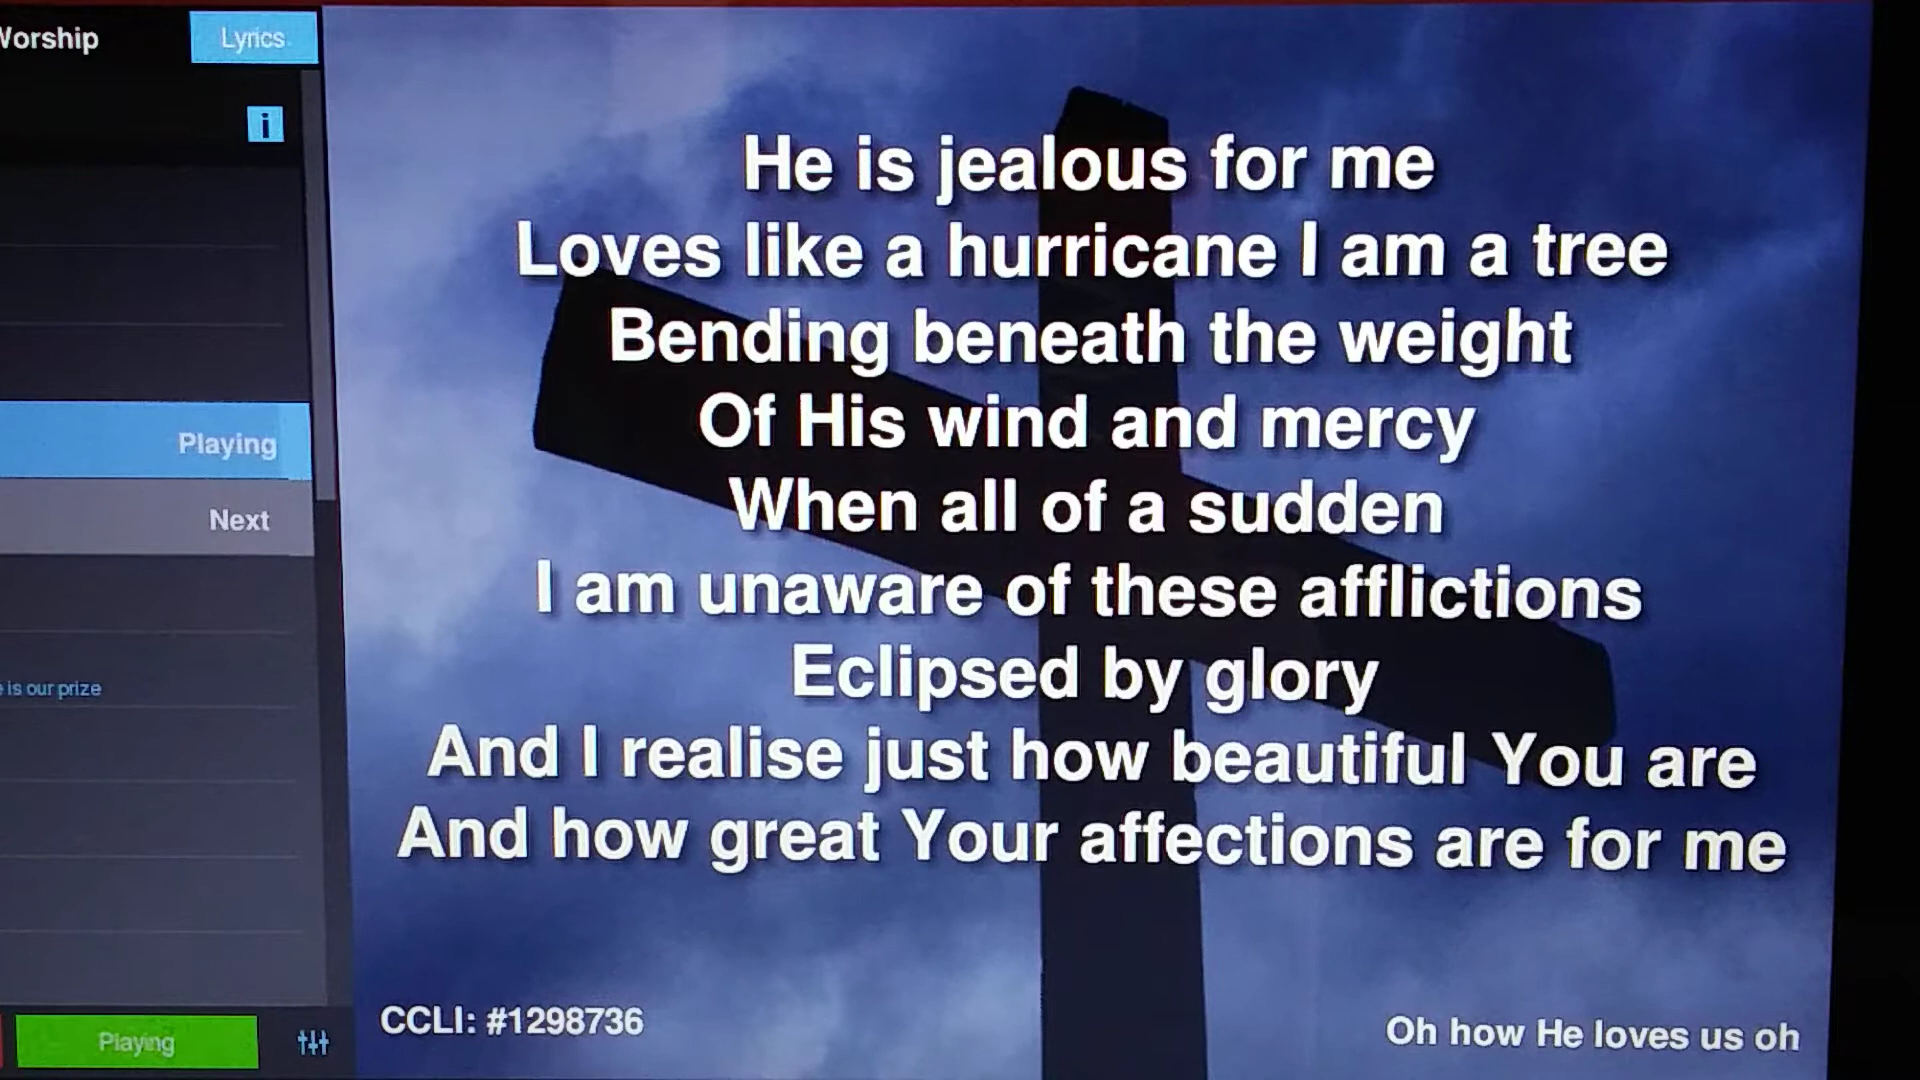 Worship
Lyrics
i
Playing
Next
is our prize
Playing
He is jealous for me
Loves like a hurricane I am a tree
Bending beneath the weight
Of His wind and mercy
When all of a sudden
I am unaware of these afflictions
Eclipsed by glory
And I realise just how beautiful You are
And how great Your affections are for me
CCLI: #1298736
Oh how He loves us oh